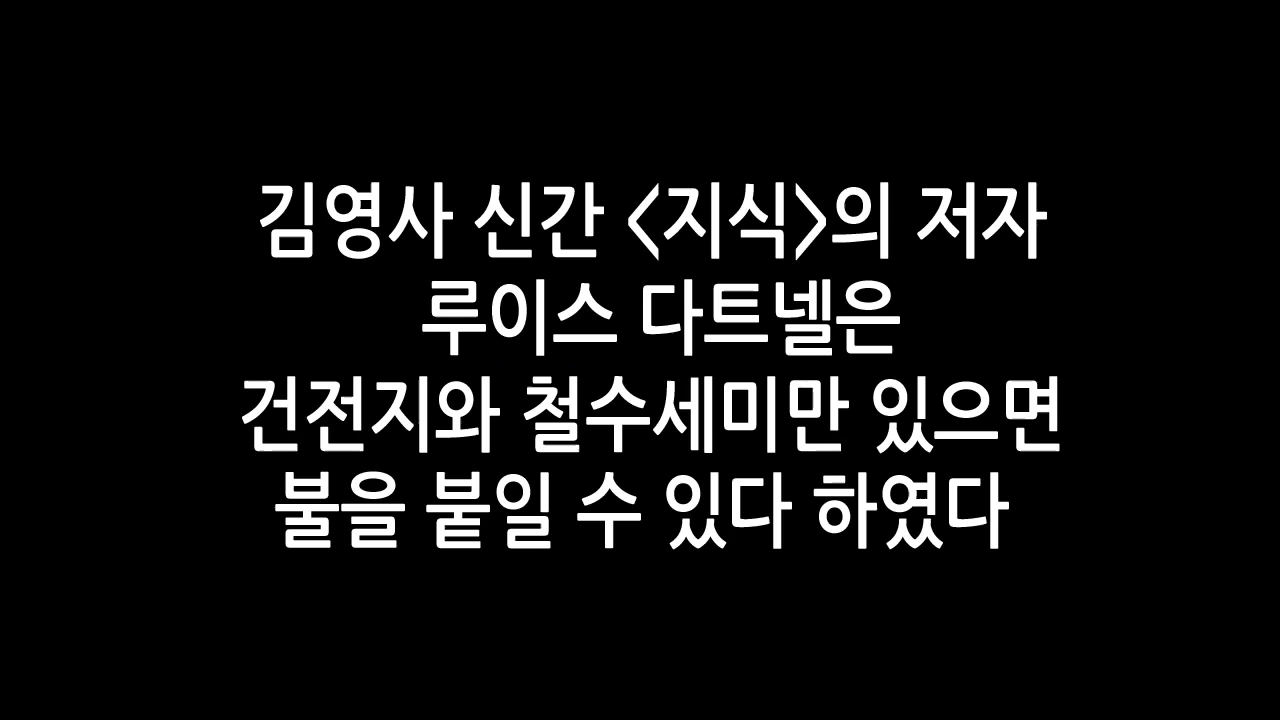 김영사 신간 <지식>의 저자
루이스 다트넬은
건전지와 철수세미만 있으면
불을 붙일 수 있다 하였다